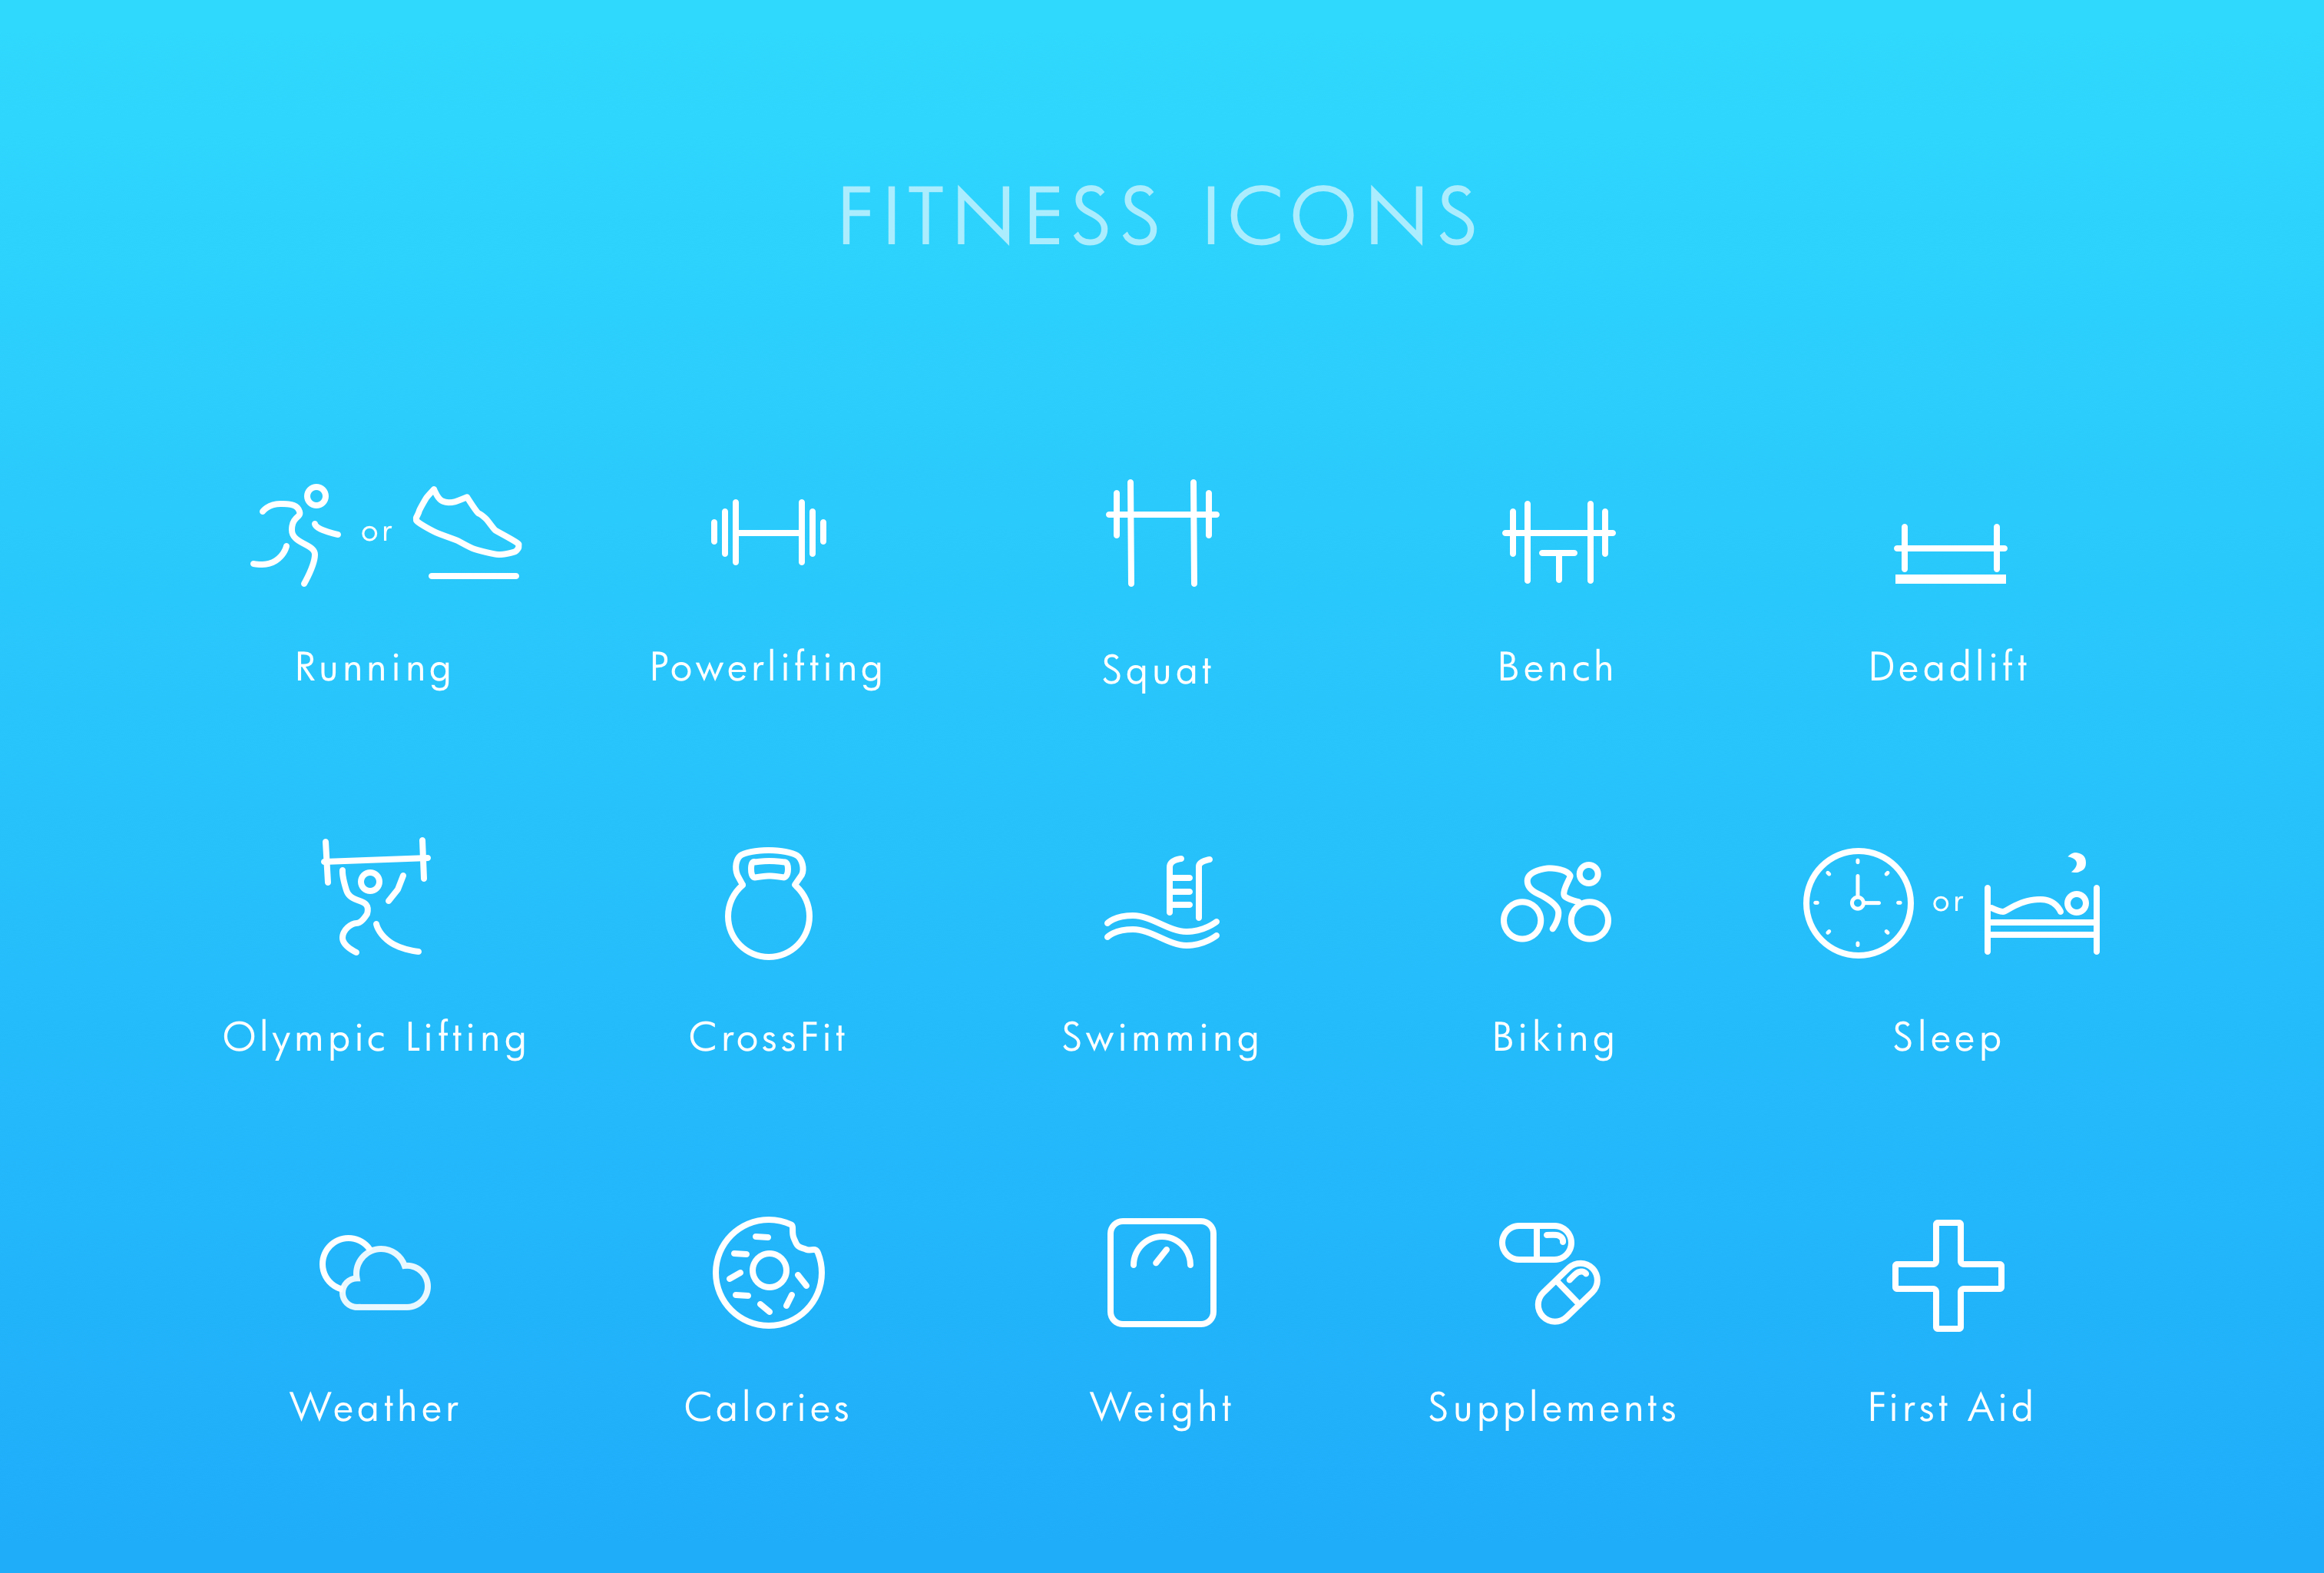 FITNESS ICONS
or
Running
Powerlifting
Squat
Bench
Deadlift
or
Olympic Lifting
CrossFit
Swimming
Biking
Sleep
Weather
Calories
Weight
Supplements
First Aid